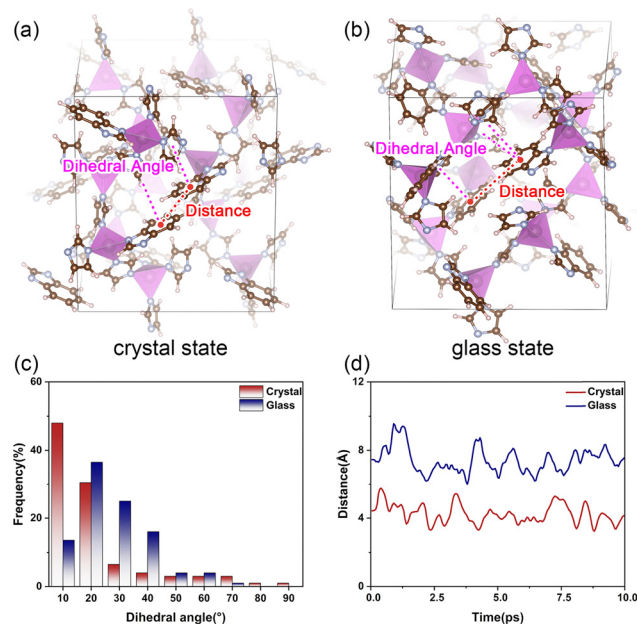 (a)
(b)
Dihedral Angle
Distance
Dihedral Angle
Distance
crystal state
glass state
(c)
(d)
60
40
20
0
Frequency(%)
Crystal
Glass
10 20 30 40 50 60 70 80 90
Dihedral angle(°)
12
8
4
0
Distance(Å)
Crystal
Glass
0.0 2.5 5.0 7.5 10.0
Time(ps)